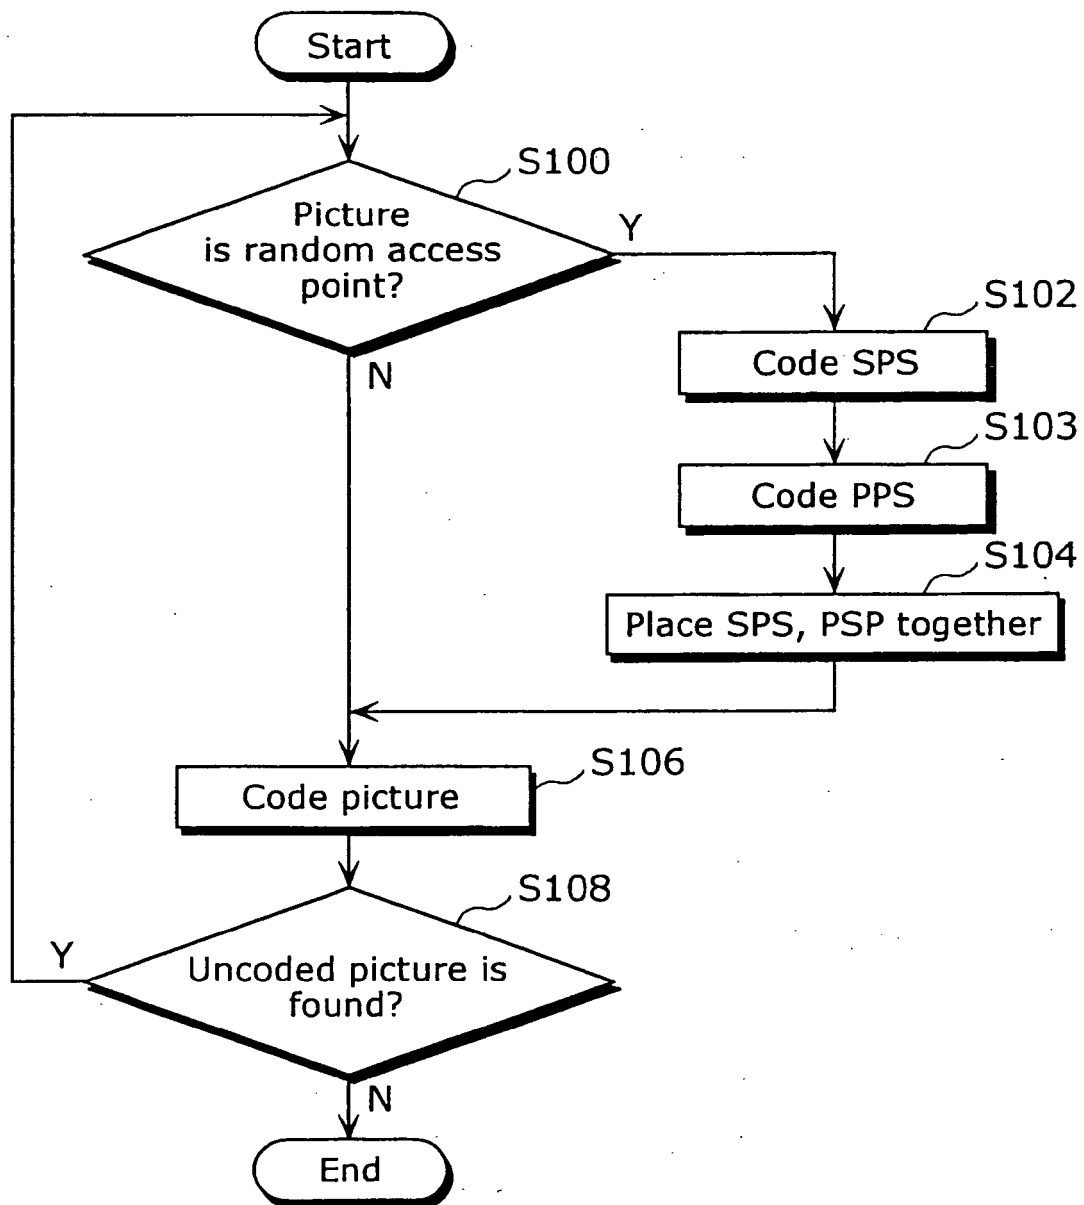 Start
S100
Picture
is random access
point?
Y
N
S102
Code SPS
S103
Code PPS
S104
Place SPS, PSP together
S106
Code picture
S108
Y
Uncoded picture is
found?
N
End